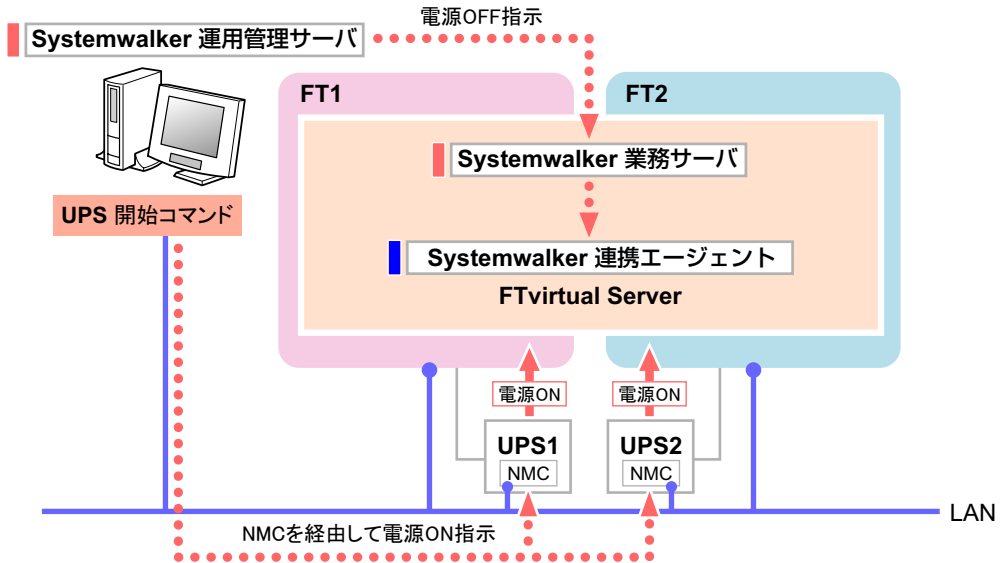 電源OFF指示
Systemwalker 運用管理サーバ
FT1
FT2
Systemwalker 業務サーバ
UPS 開始コマンド
Systemwalker 連携エージェント
FTvirtual Server
電源ON
電源ON
UPS1
UPS2
NMC
NMC
LAN
NMCを経由して電源ON指示